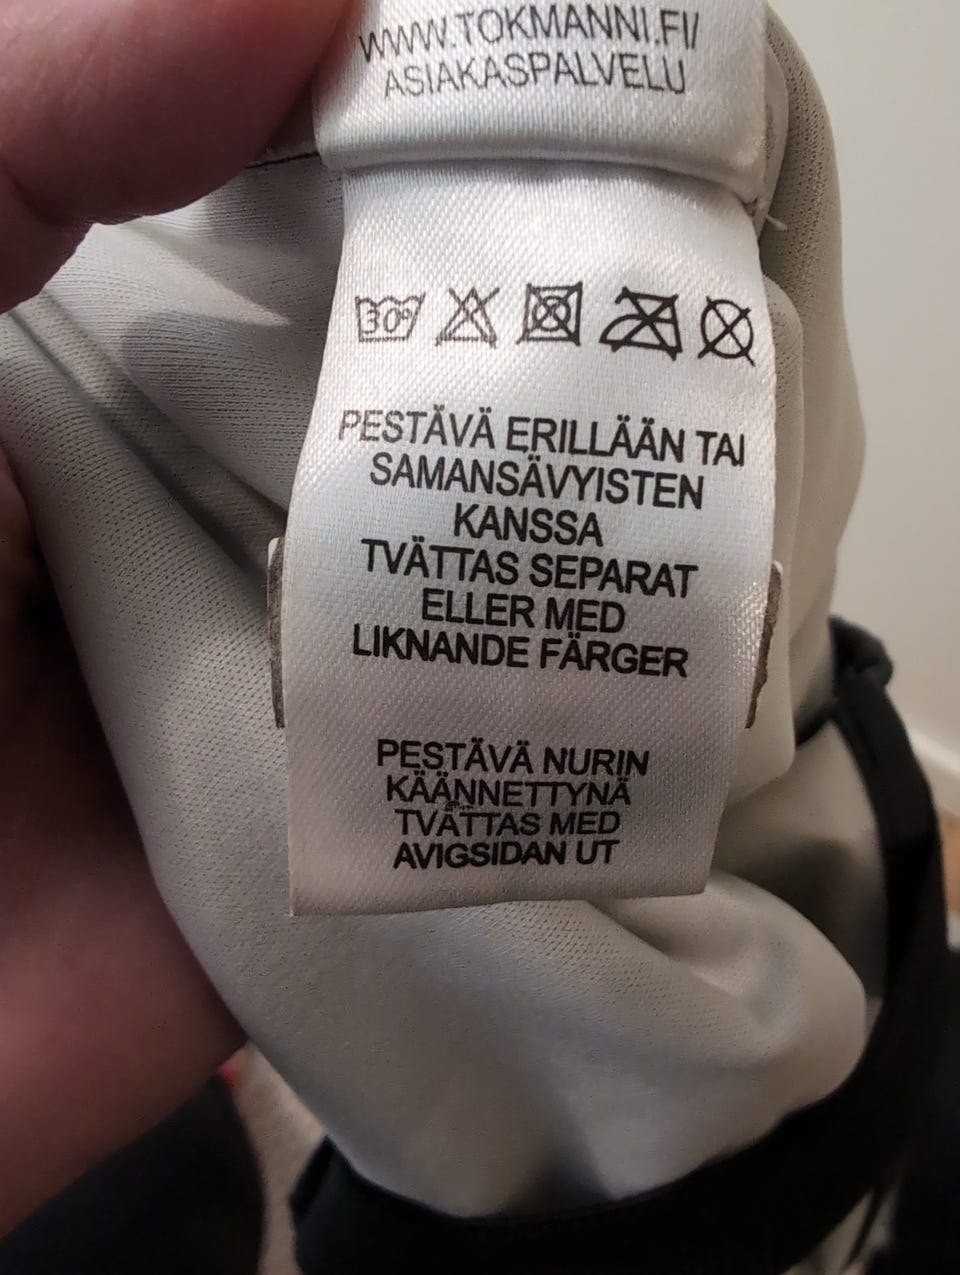 WWW.TOKMANNI.FI/
ASIAKASPALVELU
30°
PESTÄVÄ ERILLÄÄN TAI
SAMANSÄVYISTEN
KANSSA
TVÄTTAS SEPARAT
ELLER MED
LIKNANDE FÄRGER
PESTÄVÄ NURIN
KÄÄNNETTYNÄ
TVÄTTAS MED
AVIGSIDAN UT